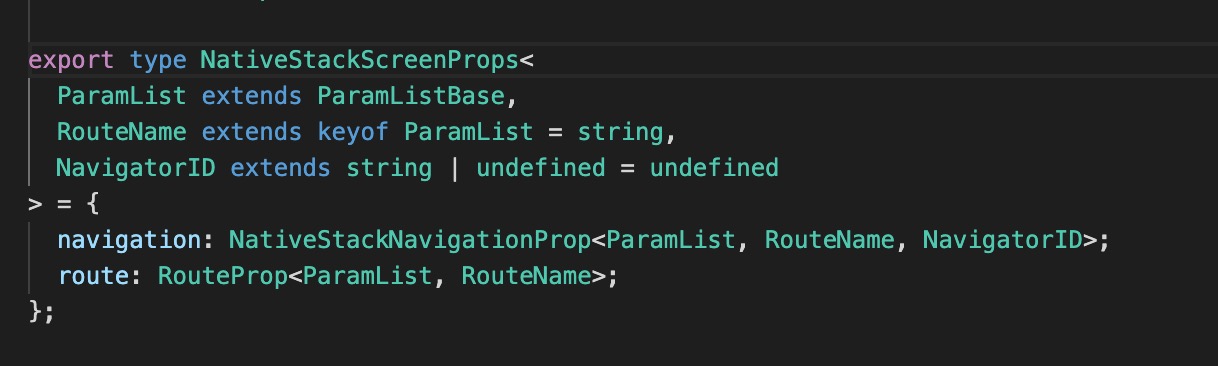 export type NativeStackScreenProps<
  ParamList extends ParamListBase,
  RouteName extends keyof ParamList = string,
  NavigatorID extends string | undefined = undefined
> = {
  navigation: NativeStackNavigationProp<ParamList, RouteName, NavigatorID>;
  route: RouteProp<ParamList, RouteName>;
};